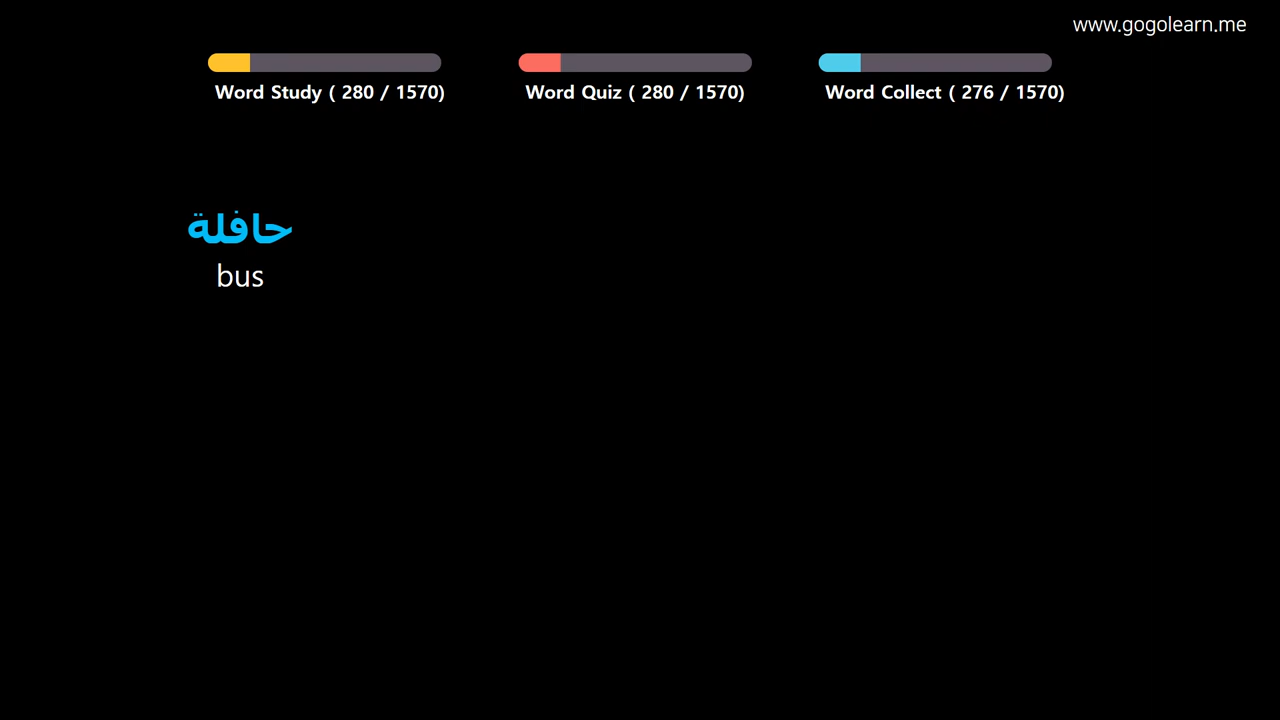 www.gogolearn.me
Word Study ( 280 / 1570)
Word Quiz ( 280 / 1570)
Word Collect ( 276 / 1570)
حافلة
bus